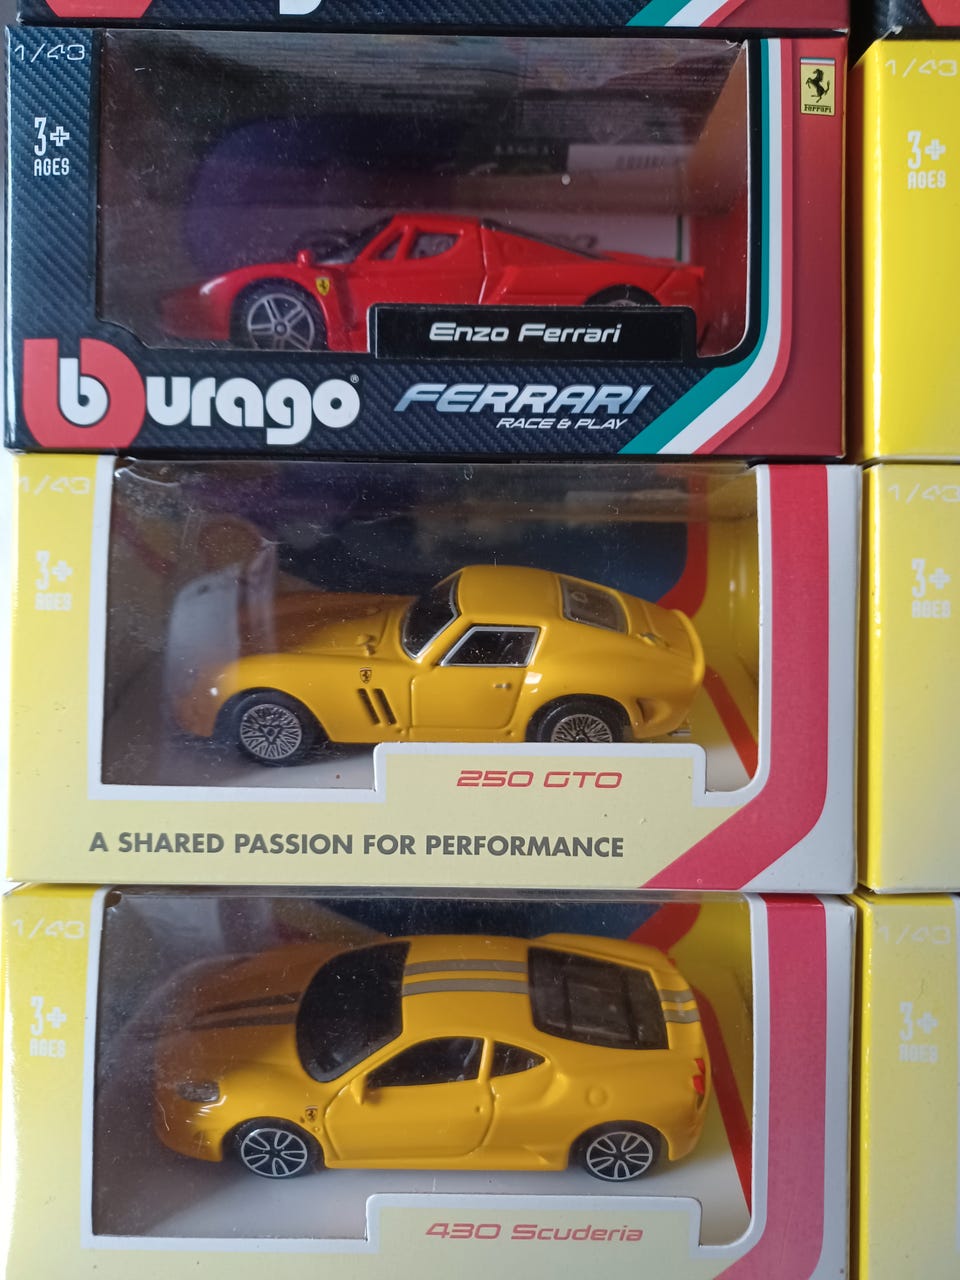 1/43
3+
AGES
Ferrari
Enzo Ferrari
burago®
FERRARI
RACE & PLAY
1/43
3+
AGES
1/43
3+
AGES
250 GTO
A SHARED PASSION FOR PERFORMANCE
1/43
3+
AGES
1/43
3+
AGES
430 Scuderia
1/43
3+
AGES